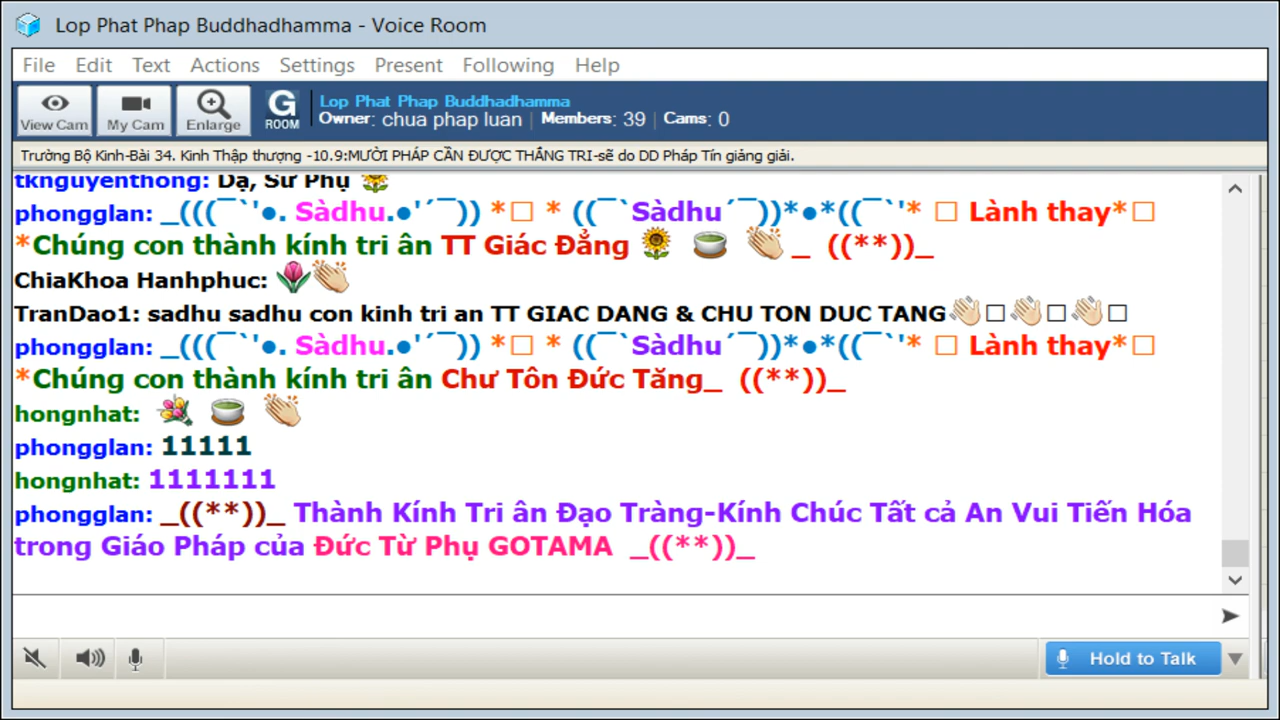 Lop Phat Phap Buddhadhamma - Voice Room
File Edit Text Actions Settings Present Following Help
View Cam My Cam Enlarge G ROOM
Lop Phat Phap Buddhadhamma
Owner: chua phap luan | Members: 39 | Cams: 0
Trường Bộ Kinh-Bài 34. Kinh Thập thượng -10.9:MƯỜI PHÁP CẦN ĐƯỢC THẮNG TRI-sẽ do DD Pháp Tín giảng giải.
tknguyenthong: Dạ, Sư Phụ 🌻
phongglan: _(((¯`'●. Sàdhu.●'´¯)) *□ * ((¯`Sàdhu´¯))*●*((¯`'* □ Lành thay*□
*Chúng con thành kính tri ân TT Giác Đẳng 🌻 🍵 👏 _ ((**))_
ChiaKhoa Hanhphuc: 🌷👏
TranDao1: sadhu sadhu con kinh tri an TT GIAC DANG & CHU TON DUC TANG👏□👏□👏□
phongglan: _(((¯`'●. Sàdhu.●'´¯)) *□ * ((¯`Sàdhu´¯))*●*((¯`'* □ Lành thay*□
*Chúng con thành kính tri ân Chư Tôn Đức Tăng_ ((**))_
hongnhat: 💐 🍵 👏
phongglan: 11111
hongnhat: 1111111
phongglan: _((**))_ Thành Kính Tri ân Đạo Tràng-Kính Chúc Tất cả An Vui Tiến Hóa
trong Giáo Pháp của Đức Từ Phụ GOTAMA _((**))_
Hold to Talk